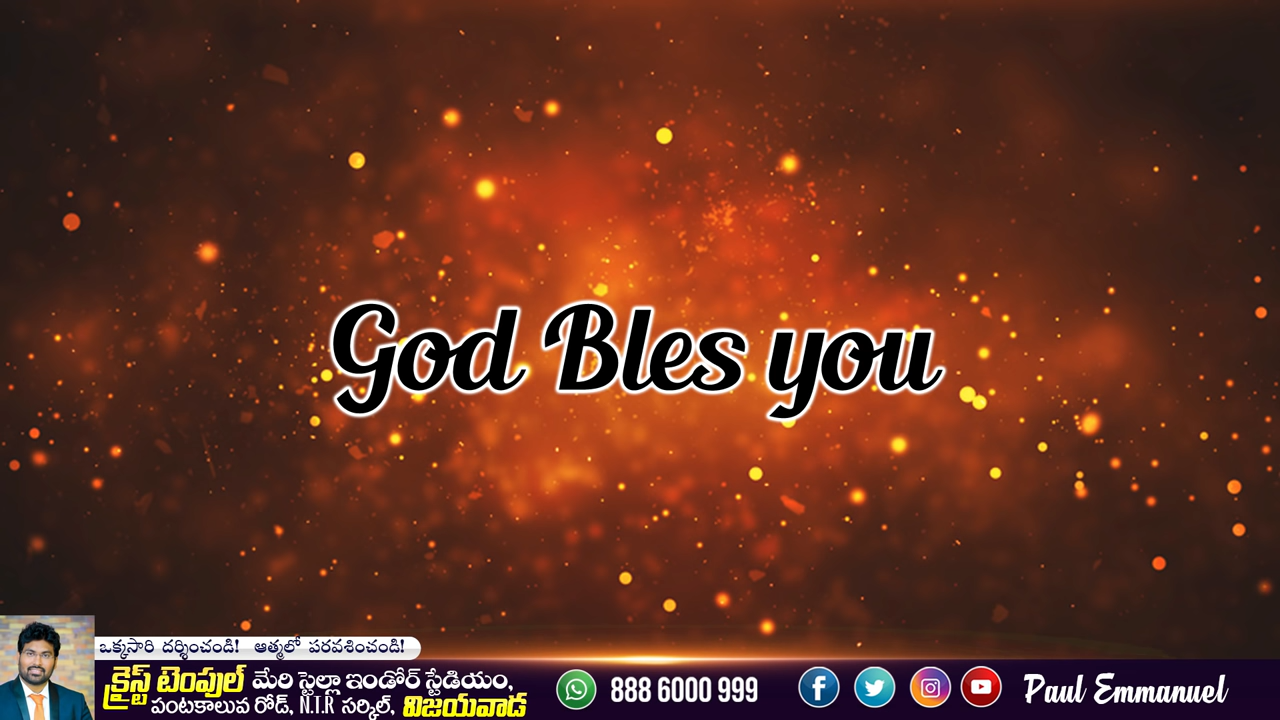 God Bles you
ఒక్కసారి దర్శించండి! ఆత్మలో పరవశించండి!
క్రైస్ట్ టెంపుల్ మేరి స్టెల్లా ఇండోర్ స్టేడియం,
పంటకాలువ రోడ్, N.I.R సర్కిల్, విజయవాడ
888 6000 999
Paul Emmanuel